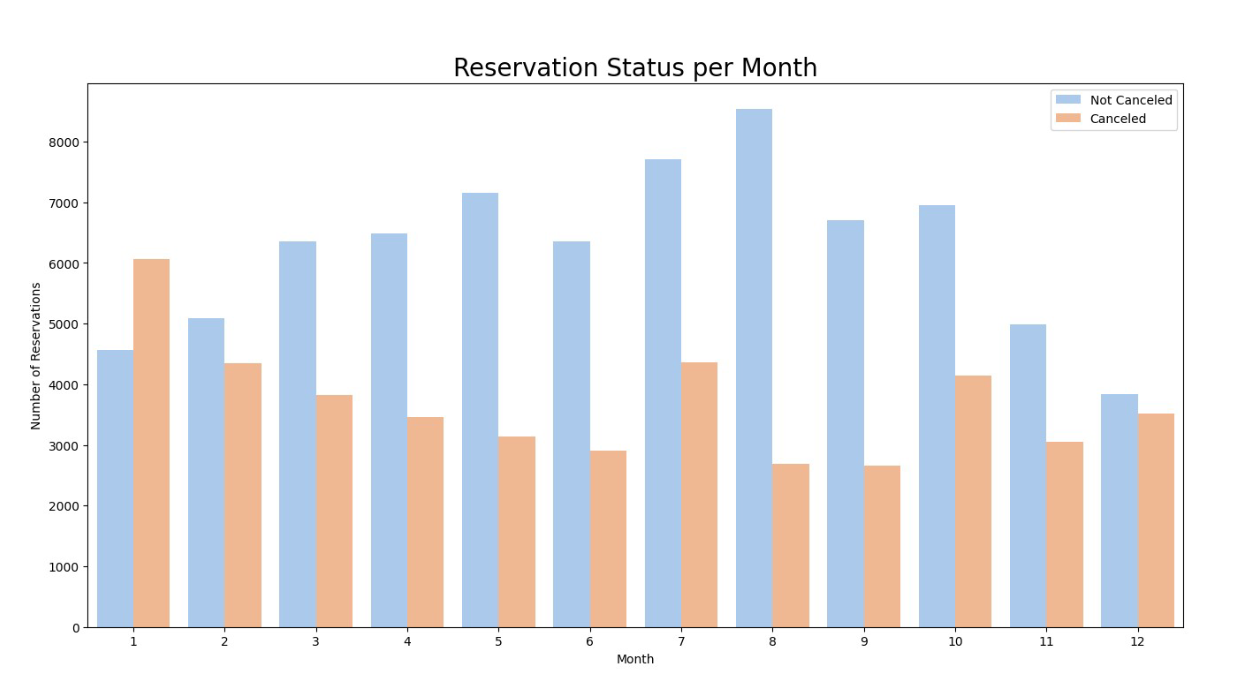 Reservation Status per Month
Not Canceled
Canceled
Number of Reservations
8000
7000
6000
5000
4000
3000
2000
1000
0
1 2 3 4 5 6 7 8 9 10 11 12
Month